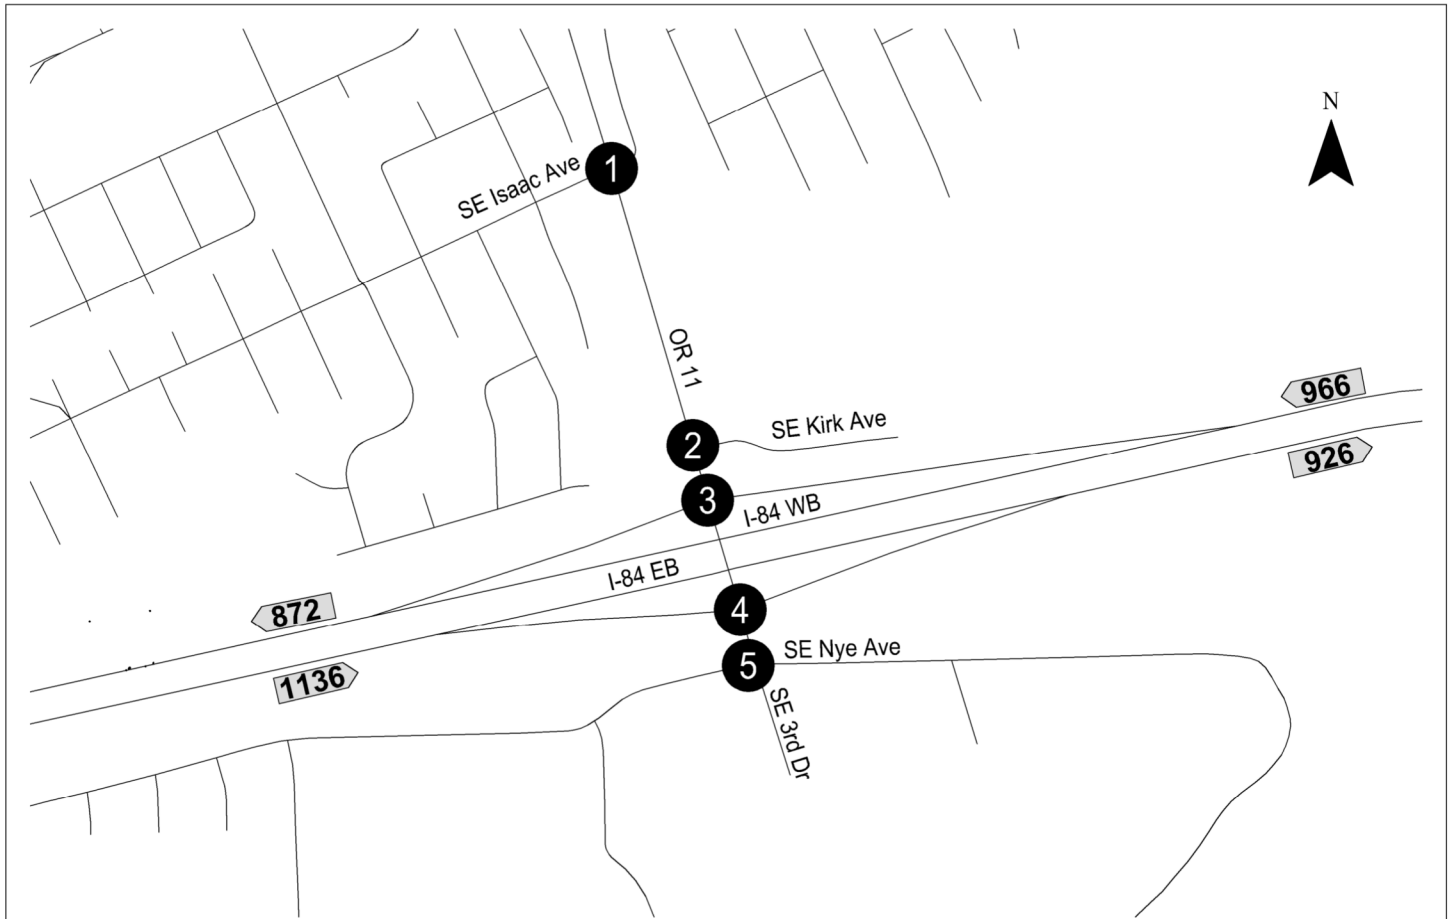 N
1
SE Isaac Ave
OR 11
966
SE Kirk Ave
2
926
3
I-84 WB
I-84 EB
872
4
SE Nye Ave
5
1136
SE 3rd Dr